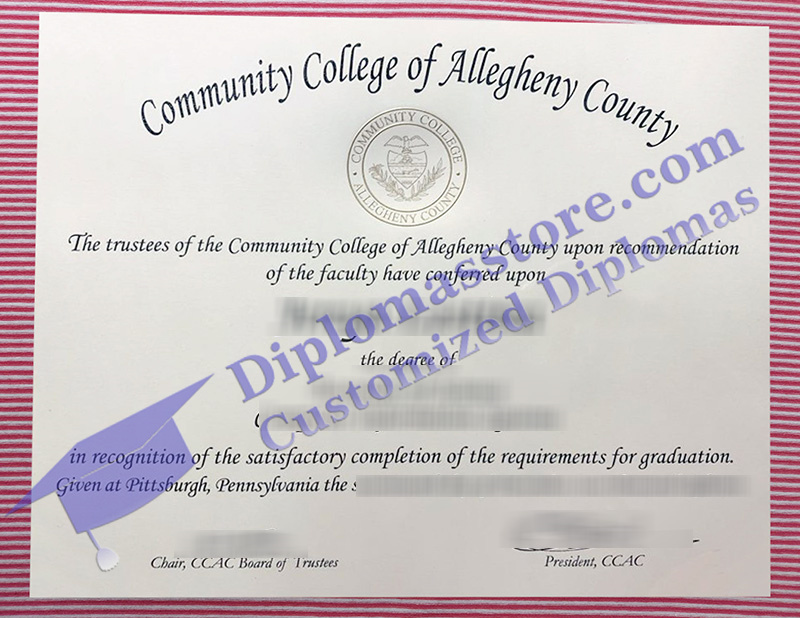 Community College of Allegheny County
COMMUNITY COLLEGE
ALLEGHENY COUNTY
Diplomasstore.com
Customized Diplomas
The trustees of the Community College of Allegheny County upon recommendation
of the faculty have conferred upon
the degree of
in recognition of the satisfactory completion of the requirements for graduation.
Given at Pittsburgh, Pennsylvania the
Chair, CCAC Board of Trustees
President, CCAC